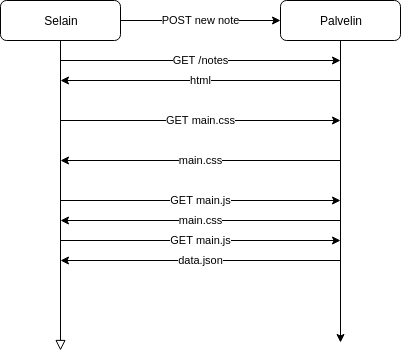 Selain
POST new note
Palvelin
GET /notes
html
GET main.css
main.css
GET main.js
main.css
GET main.js
data.json